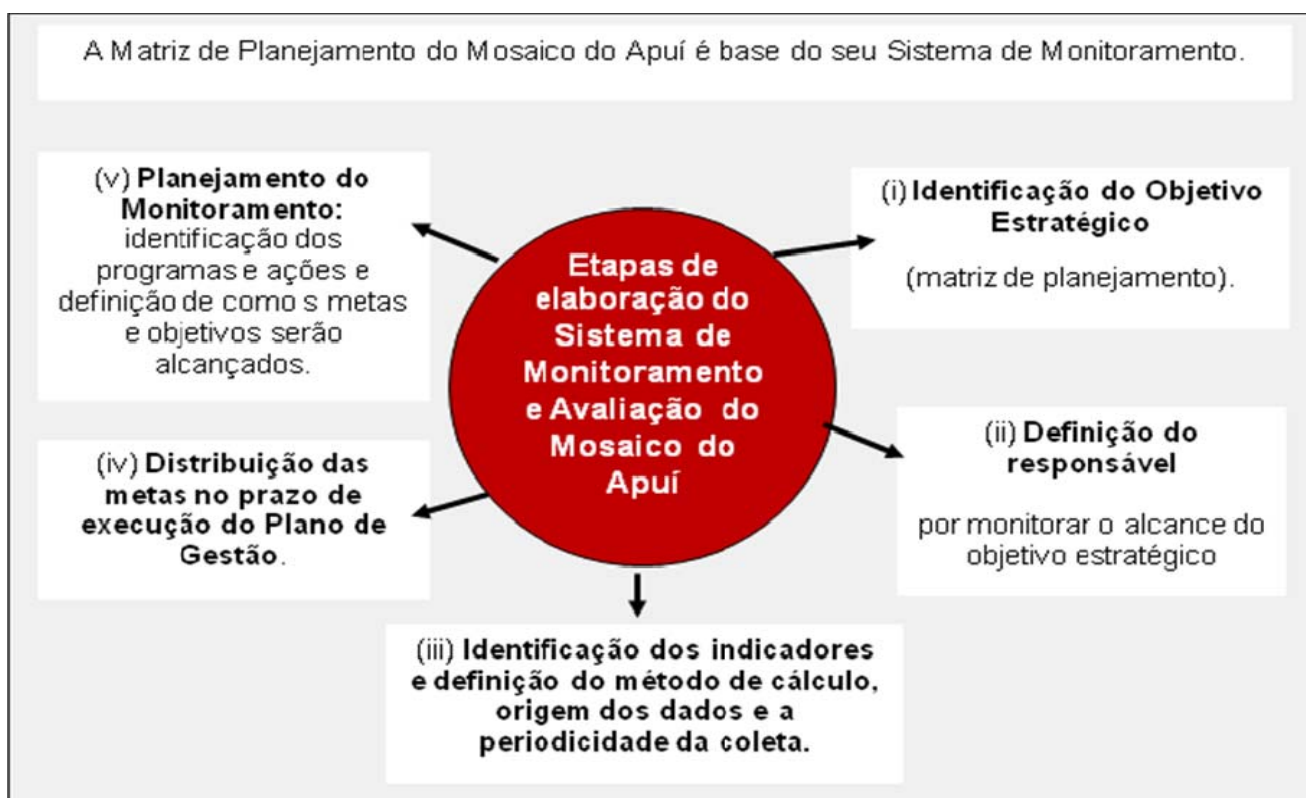 A Matriz de Planejamento do Mosaico do Apuí é base do seu Sistema de Monitoramento.
(v) Planejamento do
Monitoramento:
identificação dos
programas e ações e
definição de como s metas
e objetivos serão
alcançados.
(i) Identificação do Objetivo
Estratégico
(matriz de planejamento).
Etapas de
elaboração do
Sistema de
Monitoramento
e Avaliação do
Mosaico do
Apuí
(ii) Definição do
responsável
por monitorar o alcance do
objetivo estratégico
(iv) Distribuição das
metas no prazo de
execução do Plano de
Gestão.
(iii) Identificação dos indicadores
e definição do método de cálculo,
origem dos dados e a
periodicidade da coleta.